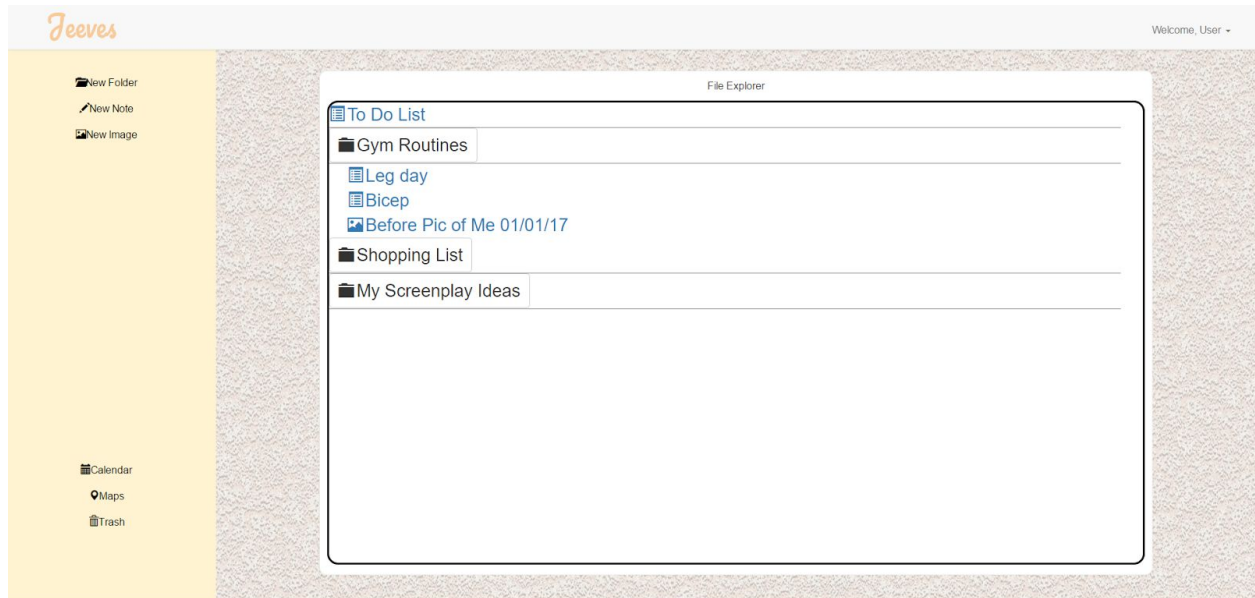 Jeeves
Welcome, User
New Folder
New Note
New Image
Calendar
Maps
Trash
File Explorer
To Do List
Gym Routines
Leg day
Bicep
Before Pic of Me 01/01/17
Shopping List
My Screenplay Ideas